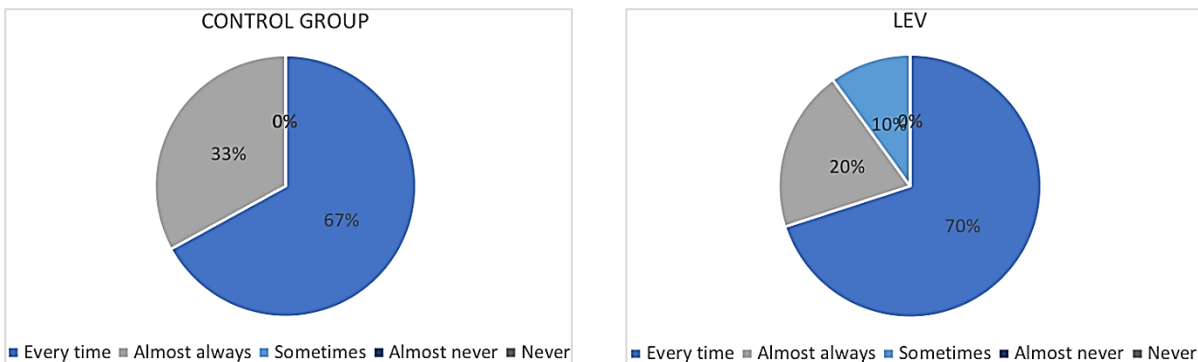 CONTROL GROUP
0%
33%
67%
Every time Almost always Sometimes Almost never Never
LEV
10%
0%
20%
70%
Every time Almost always Sometimes Almost never Never